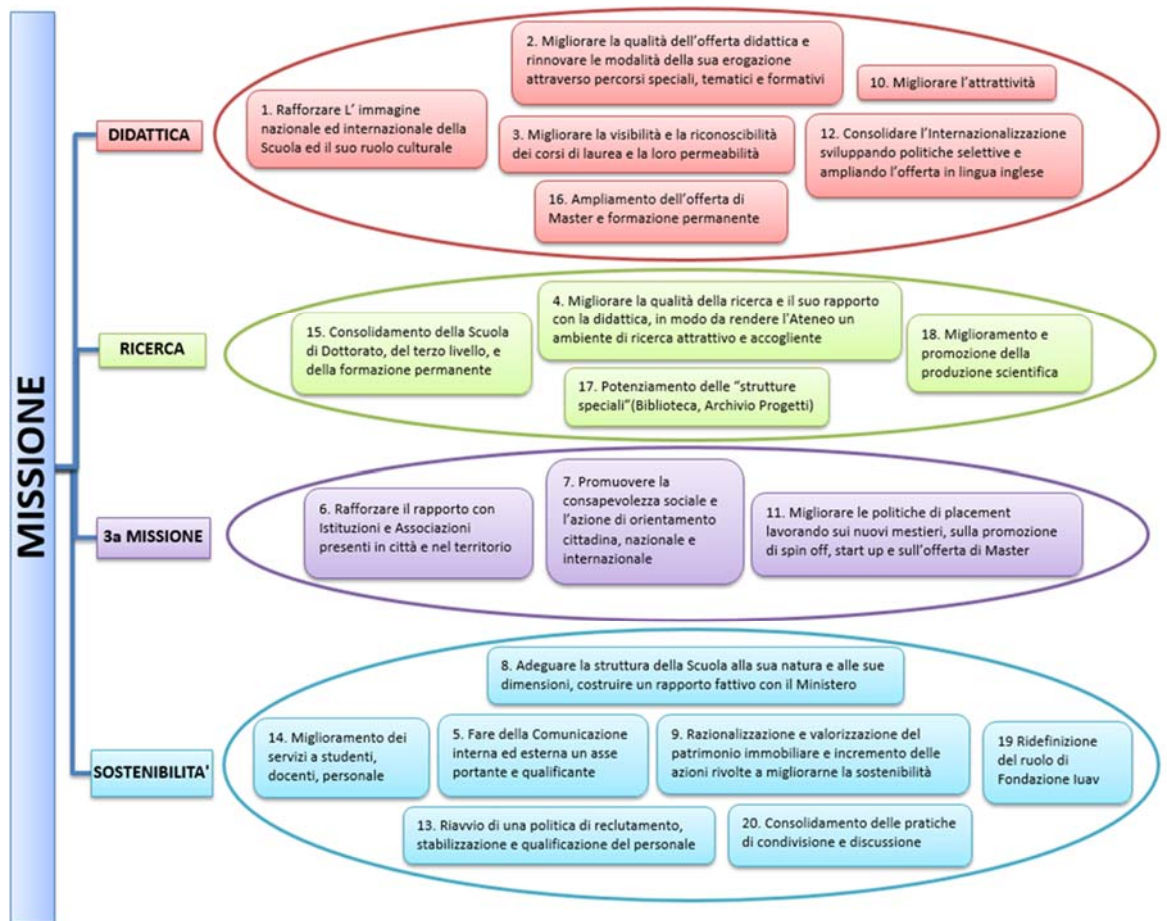 MISSIONE
DIDATTICA
1. Rafforzare L' immagine
nazionale ed internazionale della
Scuola ed il suo ruolo culturale
2. Migliorare la qualità dell'offerta didattica e
rinnovare le modalità della sua erogazione
attraverso percorsi speciali, tematici e formativi
10. Migliorare l'attrattività
3. Migliorare la visibilità e la riconoscibilità
dei corsi di laurea e la loro permeabilità
12. Consolidare l'Internazionalizzazione
sviluppando politiche selettive e
ampliando l'offerta in lingua inglese
16. Ampliamento dell'offerta di
Master e formazione permanente
RICERCA
15. Consolidamento della Scuola
di Dottorato, del terzo livello, e
della formazione permanente
4. Migliorare la qualità della ricerca e il suo rapporto
con la didattica, in modo da rendere l'Ateneo un
ambiente di ricerca attrattivo e accogliente
18. Miglioramento e
promozione della
produzione scientifica
17. Potenziamento delle "strutture
speciali"(Biblioteca, Archivio Progetti)
3a MISSIONE
6. Rafforzare il rapporto con
Istituzioni e Associazioni
presenti in città e nel territorio
7. Promuovere la
consapevolezza sociale e
l'azione di orientamento
cittadina, nazionale e
internazionale
11. Migliorare le politiche di placement
lavorando sui nuovi mestieri, sulla promozione
di spin off, start up e sull'offerta di Master
SOSTENIBILITA'
8. Adeguare la struttura della Scuola alla sua natura e alle sue
dimensioni, costruire un rapporto fattivo con il Ministero
14. Miglioramento dei
servizi a studenti,
docenti, personale
5. Fare della Comunicazione
interna ed esterna un asse
portante e qualificante
9. Razionalizzazione e valorizzazione del
patrimonio immobiliare e incremento delle
azioni rivolte a migliorarne la sostenibilità
19 Ridefinizione
del ruolo di
Fondazione Iuav
13. Riavvio di una politica di reclutamento,
stabilizzazione e qualificazione del personale
20. Consolidamento delle pratiche
di condivisione e discussione